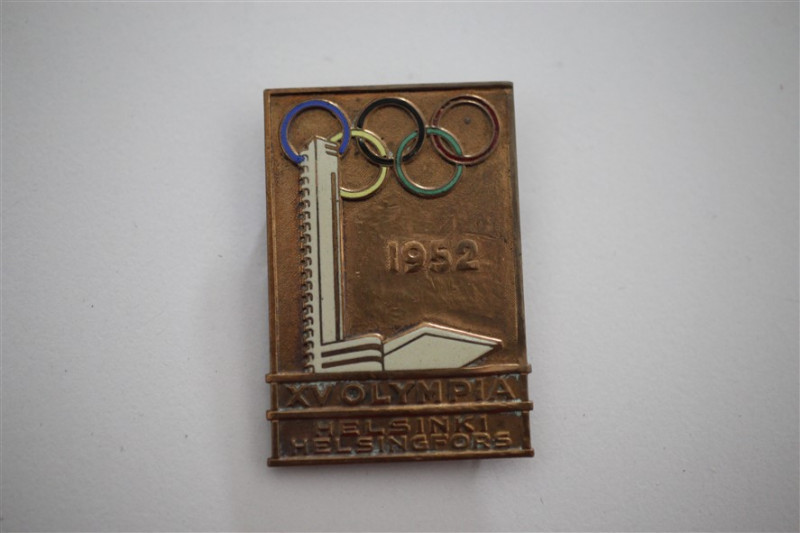 1952
XV OLYMPIA
HELSINKI
HELSINGFORS